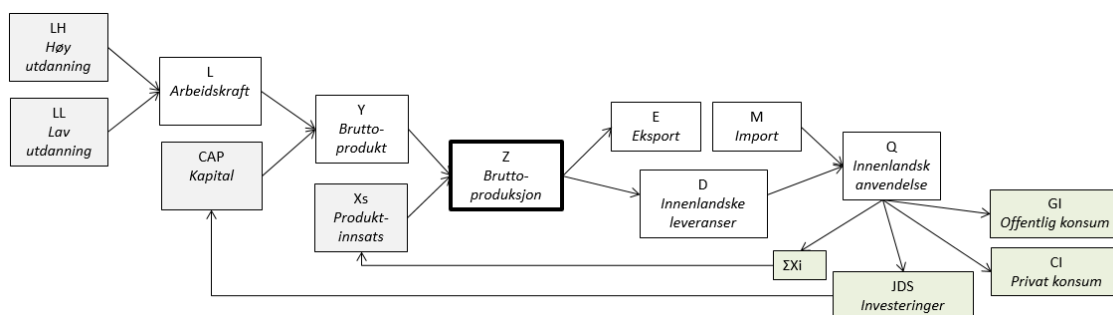 LH
Høy
utdanning
LL
Lav
utdanning
L
Arbeidskraft
CAP
Kapital
Y
Brutto-
produkt
Xs
Produkt-
innsats
Z
Brutto-
produksjon
E
Eksport
M
Import
D
Innenlandske
leveranser
Q
Innenlandsk
anvendelse
ΣXi
JDS
Investeringer
GI
Offentlig konsum
CI
Privat konsum